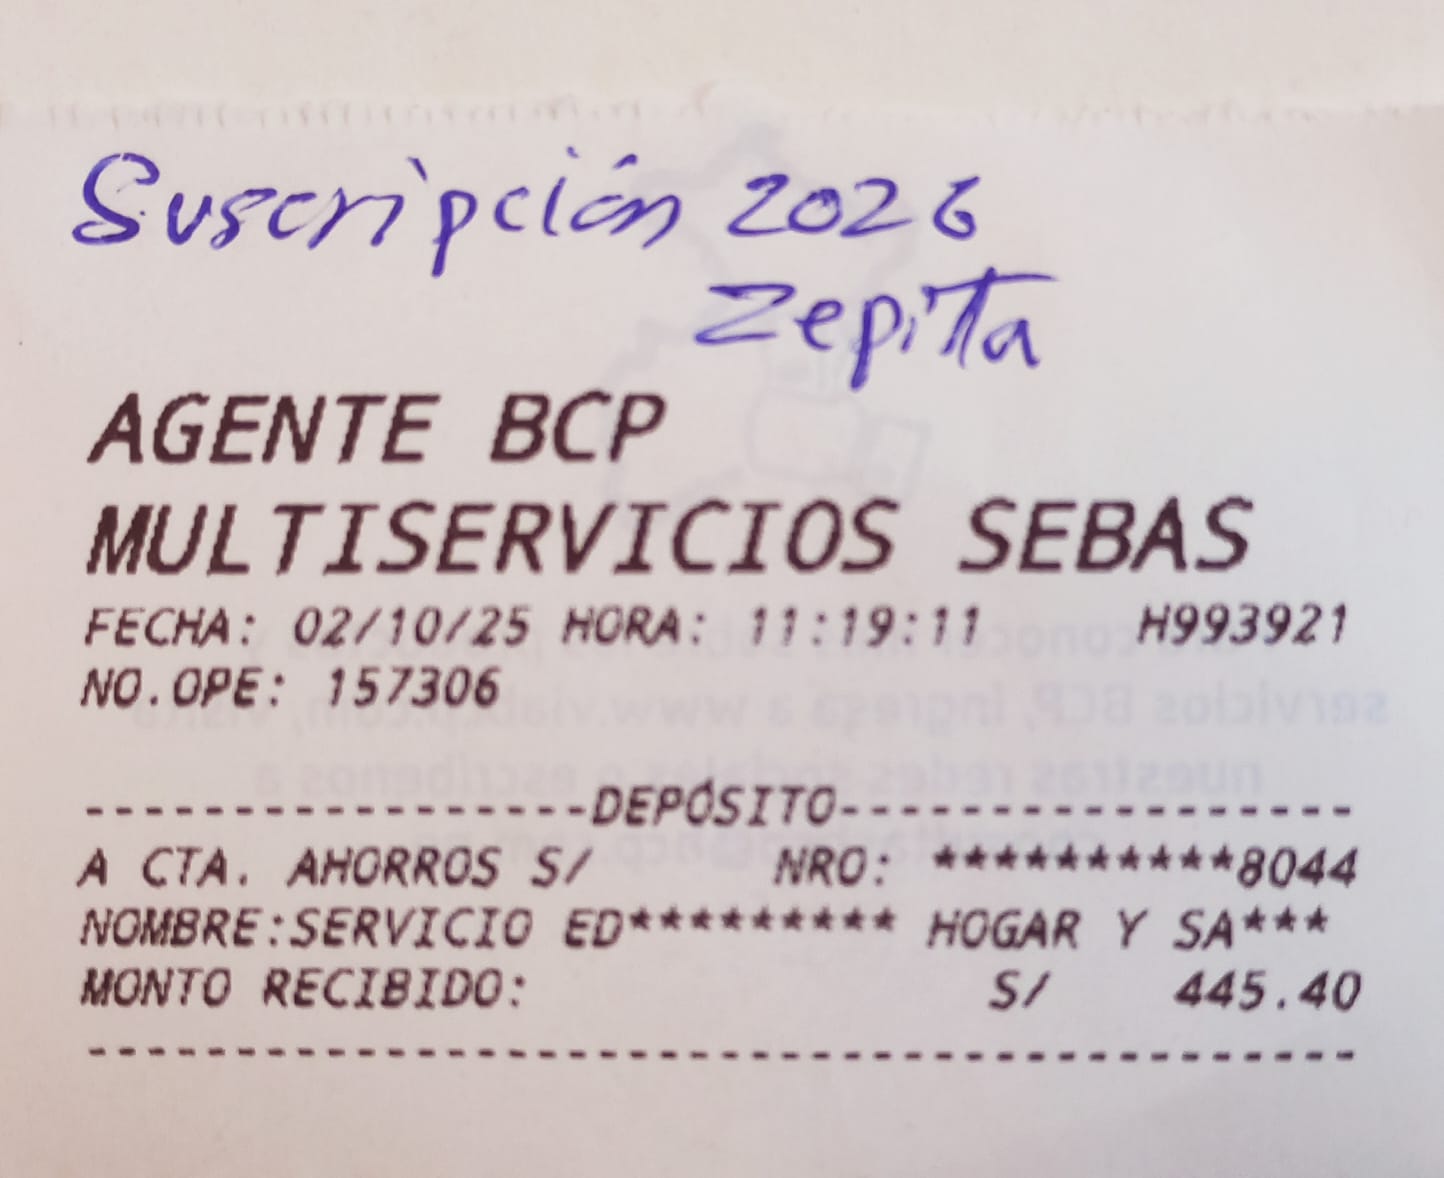 Suscripción 2026
Zepita
AGENTE BCP
MULTISERVICIOS SEBAS
FECHA: 02/10/25 HORA: 11:19:11 H993921
NO.OPE: 157306
------------------DEPÓSITO------------------
A CTA. AHORROS S/ NRO: **********8044
NOMBRE:SERVICIO ED********* HOGAR Y SA***
MONTO RECIBIDO: S/ 445.40
--------------------------------------------